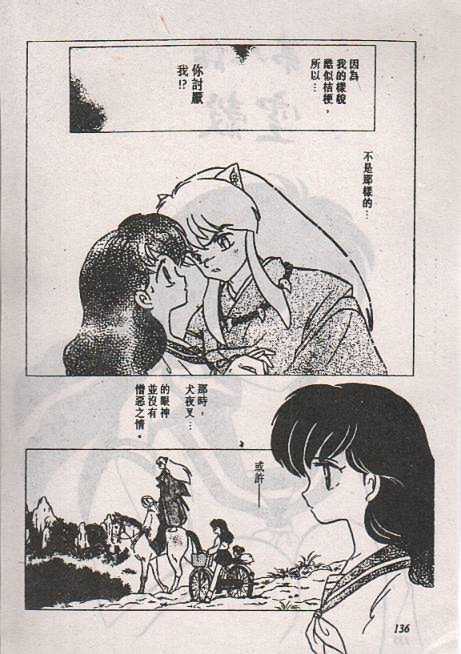 因為
我的樣貌
酷似桔梗，
所以…
你討厭
我!?
不是那樣的…
那時，
犬夜叉…
的眼神
並沒有
憎惡之情。
或許——
136